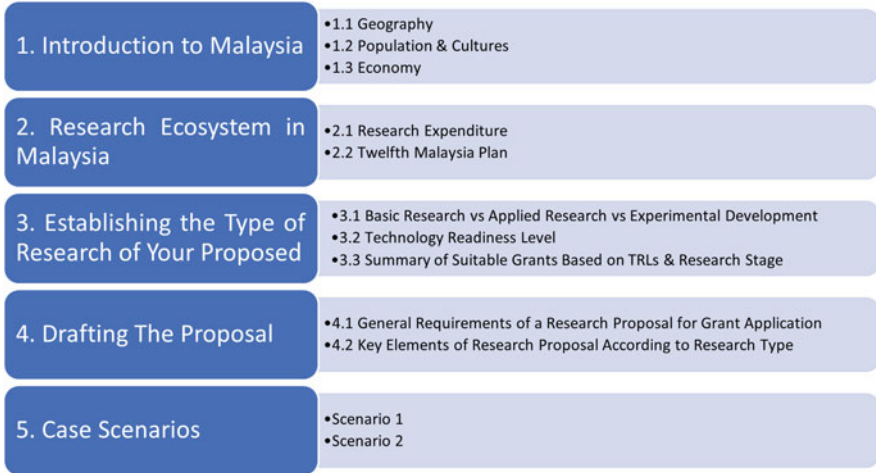 1. Introduction to Malaysia
•1.1 Geography
•1.2 Population & Cultures
•1.3 Economy
2. Research Ecosystem in
Malaysia
•2.1 Research Expenditure
•2.2 Twelfth Malaysia Plan
3. Establishing the Type of
Research of Your Proposed
•3.1 Basic Research vs Applied Research vs Experimental Development
•3.2 Technology Readiness Level
•3.3 Summary of Suitable Grants Based on TRLs & Research Stage
4. Drafting The Proposal
•4.1 General Requirements of a Research Proposal for Grant Application
•4.2 Key Elements of Research Proposal According to Research Type
5. Case Scenarios
•Scenario 1
•Scenario 2